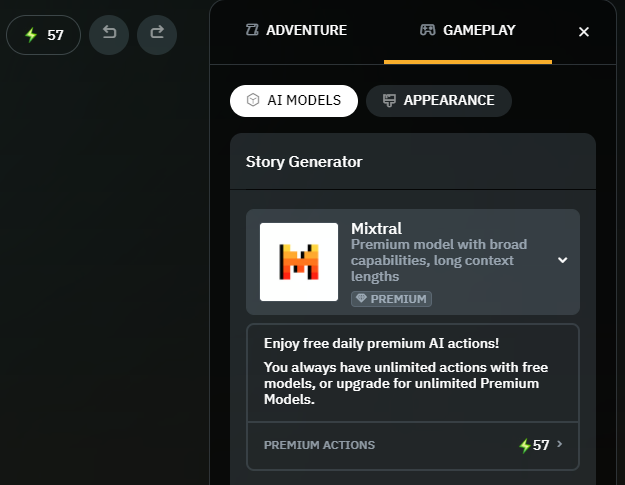 57
ADVENTURE
GAMEPLAY
AI MODELS
APPEARANCE
Story Generator
Mixtral
Premium model with broad
capabilities, long context
lengths
PREMIUM
Enjoy free daily premium AI actions!
You always have unlimited actions with free
models, or upgrade for unlimited Premium
Models.
PREMIUM ACTIONS
57